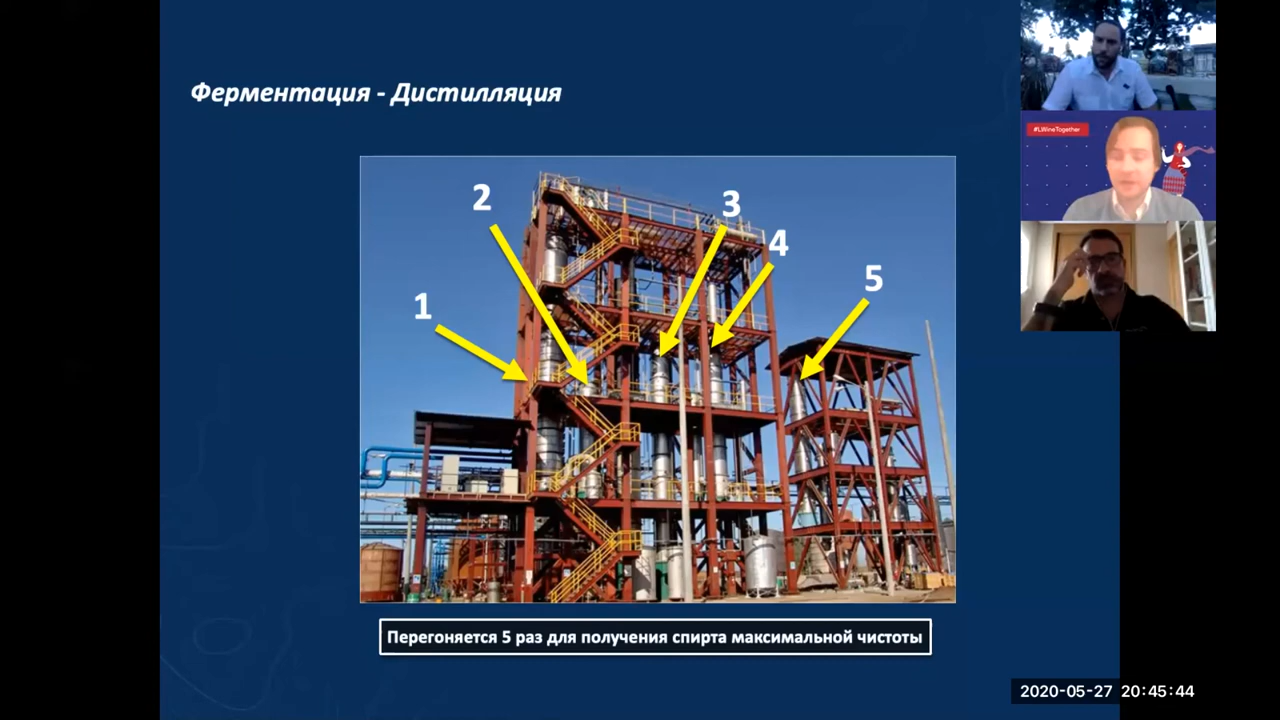 Ферментация - Дистилляция
#LWineTogether
1
2
3
4
5
Перегоняется 5 раз для получения спирта максимальной чистоты
2020-05-27 20:45:44